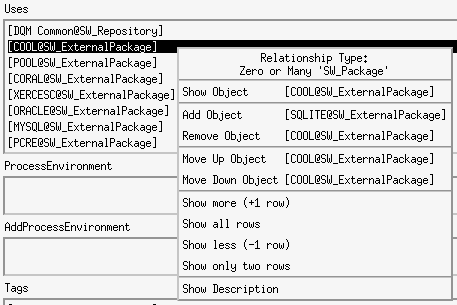 Uses
[DQM Common@SW_Repository]
[COOL@SW_ExternalPackage]
[POOL@SW_ExternalPackage]
[CORAL@SW_ExternalPackage]
[XERCESC@SW_ExternalPackage]
[ORACLE@SW_ExternalPackage]
[MYSQL@SW_ExternalPackage]
[PCRE@SW_ExternalPackage]
Relationship Type:
Zero or Many 'SW_Package'
Show Object [COOL@SW_ExternalPackage]
Add Object [SQLITE@SW_ExternalPackage]
Remove Object [COOL@SW_ExternalPackage]
Move Up Object [COOL@SW_ExternalPackage]
Move Down Object [COOL@SW_ExternalPackage]
Show more (+1 row)
Show all rows
Show less (-1 row)
Show only two rows
Show Description
ProcessEnvironment
AddProcessEnvironment
Tags